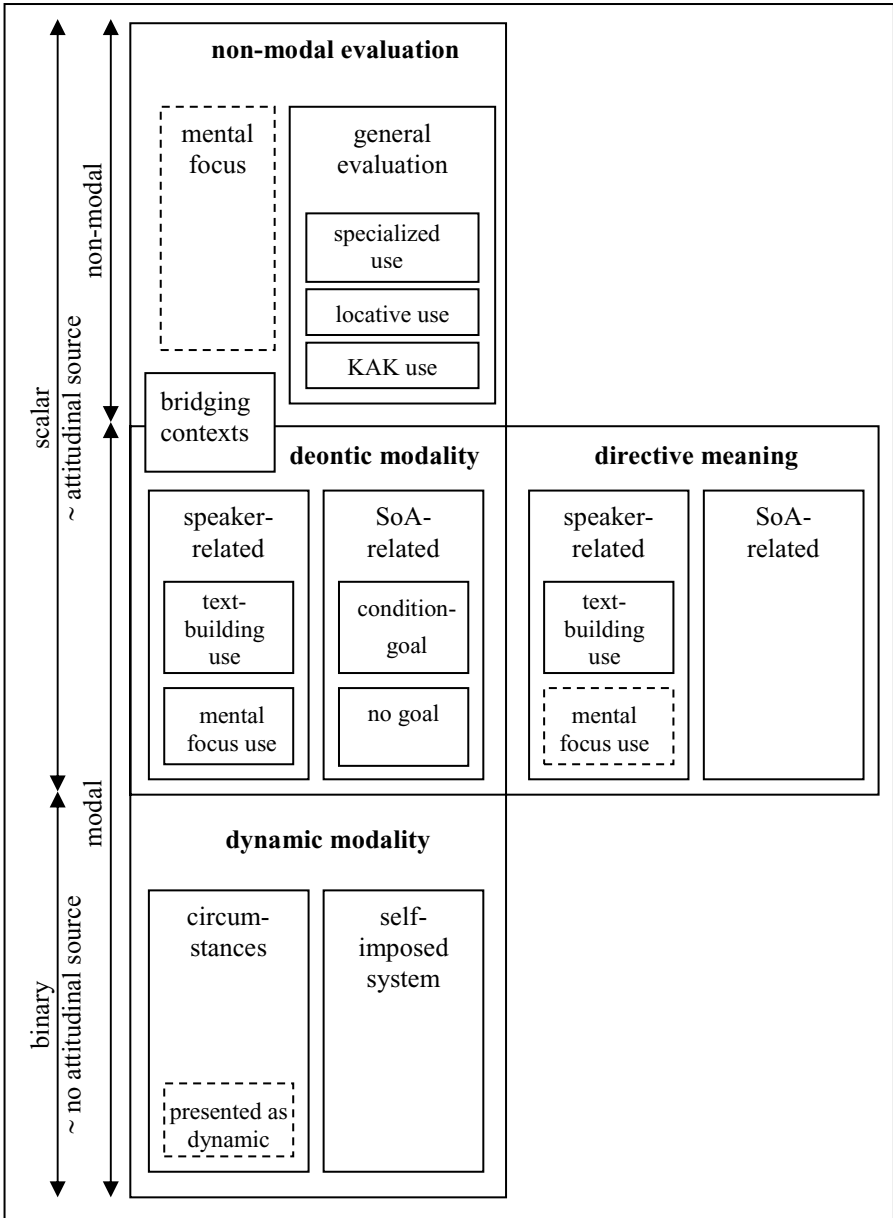 non-modal evaluation
mental
focus
general
evaluation
specialized
use
locative use
KAK use
bridging
contexts
deontic modality
directive meaning
speaker-
related
text-
building
use
mental
focus use
SoA-
related
condition-
goal
no goal
speaker-
related
text-
building
use
mental
focus use
SoA-
related
dynamic modality
circum-
stances
presented as
dynamic
self-
imposed
system
scalar
~ attitudinal source
non-modal
modal
binary
~ no attitudinal source